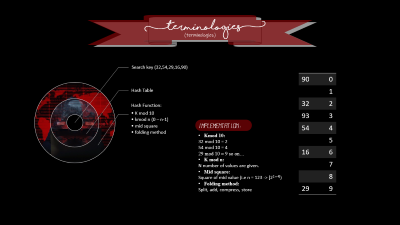 terminologies
(terminologies)
Search key (32,54,29,16,90)
Hash Table
Hash Function:
• K mod 10
• k mod n (0 – n-1)
• mid square
• folding method
IMPLEMENTATION:
• Kmod 10:
32 mod 10 = 2
54 mod 10 = 4
29 mod 10 = 9 so on...
• K mod n:
N number of values are given.
• Mid square:
Square of mid value (i.e n = 123 ->
• Folding method:
Split, add, compress, store
90 0
1
32 2
93 3
54 4
5
16 6
7
8
29 9